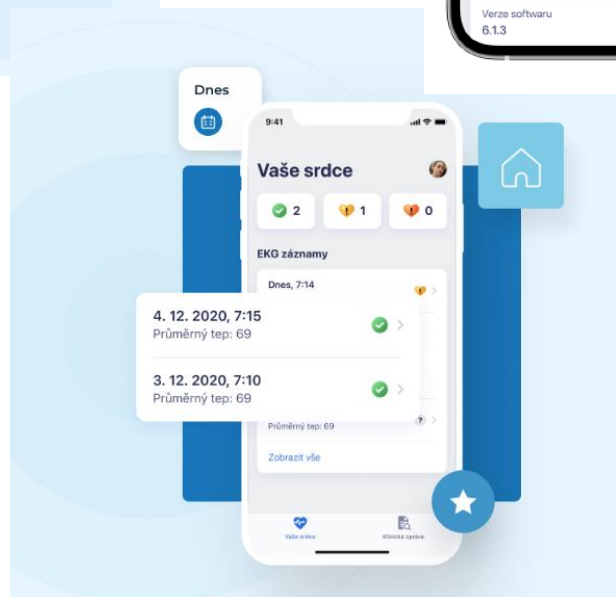 Verze softwaru
6.1.3
Dnes
9:41
Vaše srdce
2
1
0
EKG záznamy
Dnes, 7:14
4. 12. 2020, 7:15
Průměrný tep: 69
3. 12. 2020, 7:10
Průměrný tep: 69
Průměrný tep: 69
?
Zobrazit vše
Vaše srdce
Klinická zpráva